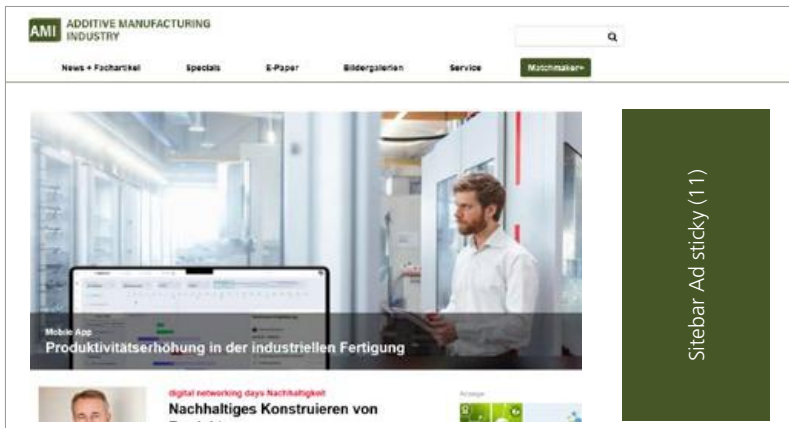 AMI
ADDITIVE MANUFACTURING
INDUSTRY
News + Fachartikel
Specials
E-Paper
Bildergalerien
Service
Matchmaker+
Mobile App
Produktivitätserhöhung in der industriellen Fertigung
Sitebar Ad sticky (11)
digital networking days Nachhaltigkeit
Nachhaltiges Konstruieren von
Anzeige